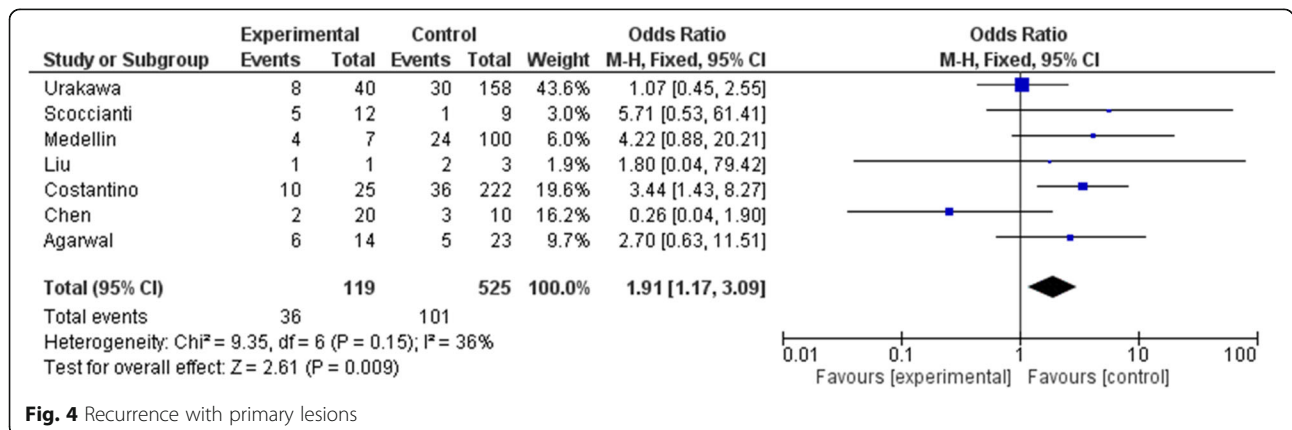 Experimental Control Odds Ratio Odds Ratio
Study or Subgroup Events Total Events Total Weight M-H, Fixed, 95% CI M-H, Fixed, 95% CI
Urakawa 8 40 30 158 43.6% 1.07 [0.45, 2.55]
Scoccianti 5 12 1 9 3.0% 5.71 [0.53, 61.41]
Medellin 4 7 24 100 6.0% 4.22 [0.88, 20.21]
Liu 1 1 2 3 1.9% 1.80 [0.04, 79.42]
Costantino 10 25 36 222 19.6% 3.44 [1.43, 8.27]
Chen 2 20 3 10 16.2% 0.26 [0.04, 1.90]
Agarwal 6 14 5 23 9.7% 2.70 [0.63, 11.51]
Total (95% CI) 119 525 100.0% 1.91 [1.17, 3.09]
Total events 36 101
Heterogeneity: Chi² = 9.35, df = 6 (P = 0.15); I² = 36%
Test for overall effect: Z = 2.61 (P = 0.009)
0.01 0.1 1 10 100
Favours [experimental] Favours [control]
Fig. 4 Recurrence with primary lesions